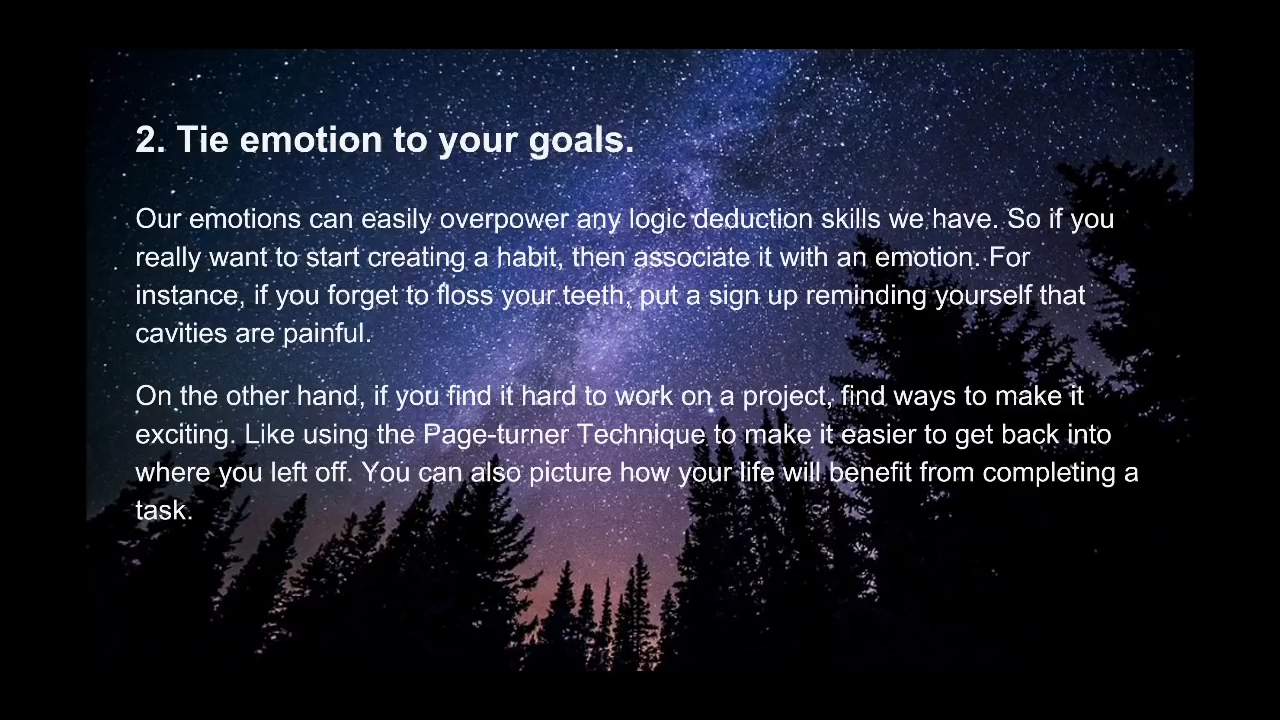 2. Tie emotion to your goals.
Our emotions can easily overpower any logic deduction skills we have. So if you
really want to start creating a habit, then associate it with an emotion. For
instance, if you forget to floss your teeth, put a sign up reminding yourself that
cavities are painful.
On the other hand, if you find it hard to work on a project, find ways to make it
exciting. Like using the Page-turner Technique to make it easier to get back into
where you left off. You can also picture how your life will benefit from completing a
task.